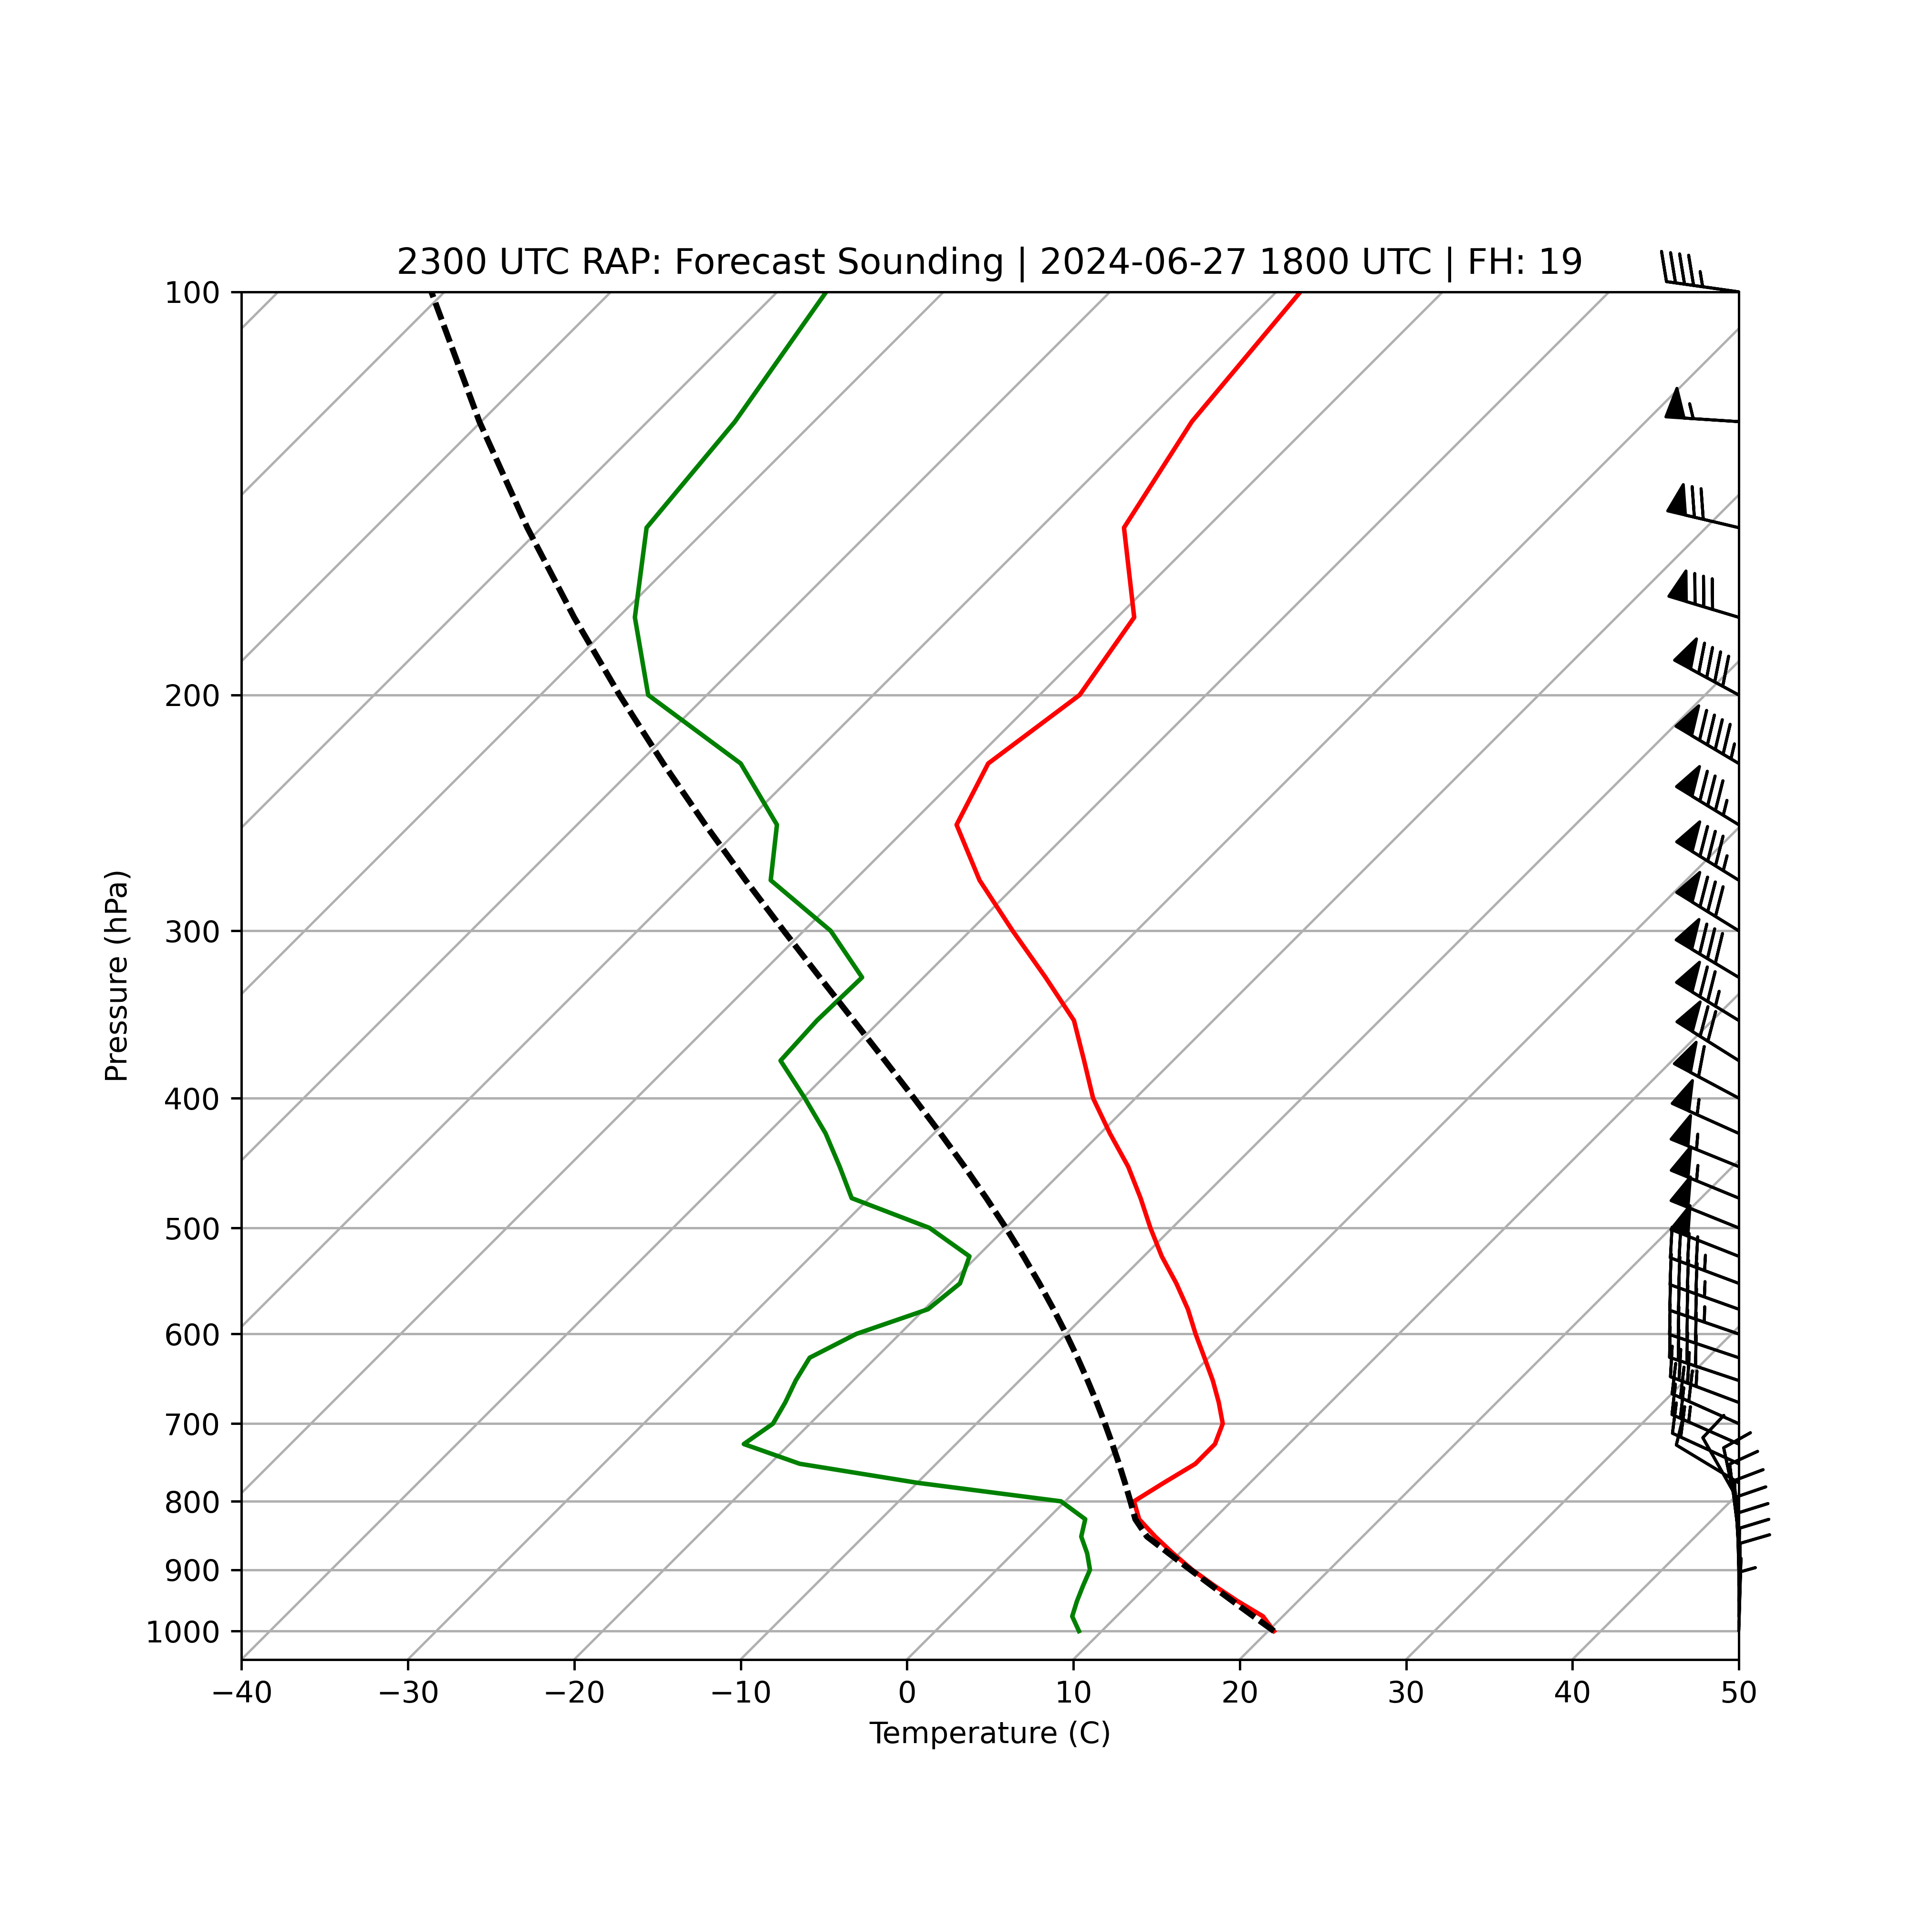 2300 UTC RAP: Forecast Sounding | 2024-06-27 1800 UTC | FH: 19
100
200
300
400
500
600
700
800
900
1000
Pressure (hPa)
−40 −30 −20 −10 0 10 20 30 40 50
Temperature (C)